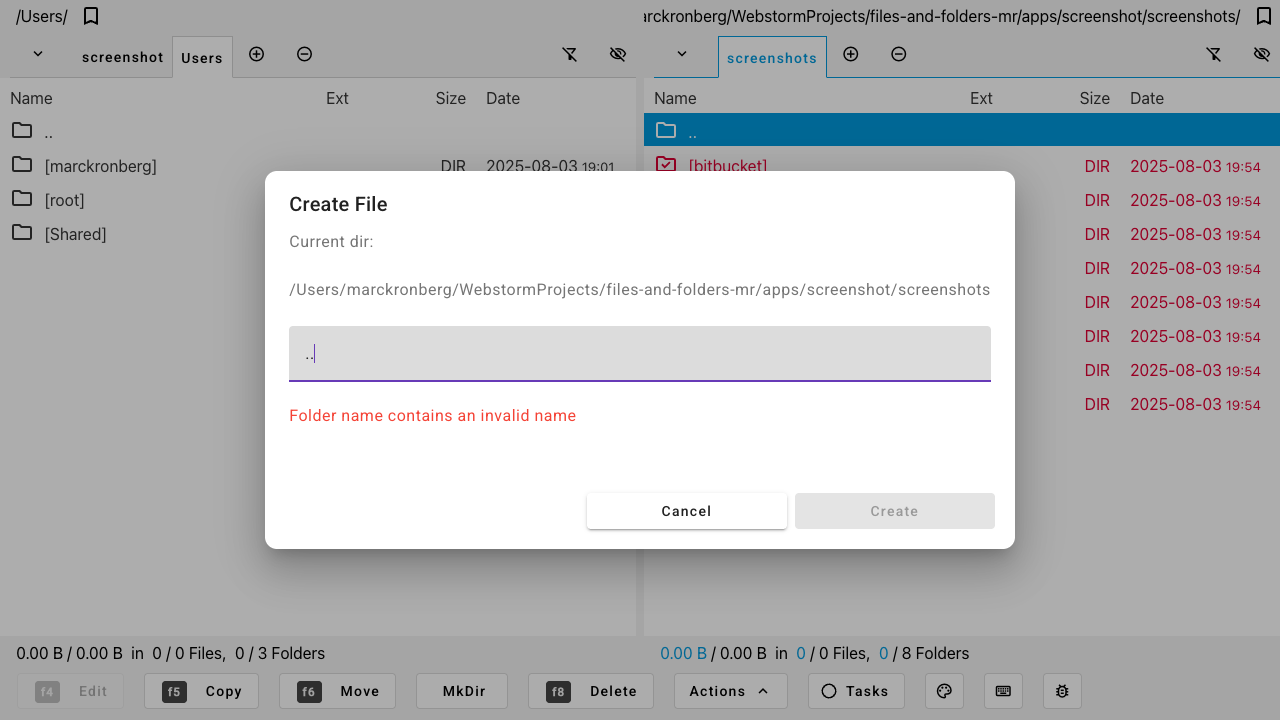 /Users/
arckronberg/WebstormProjects/files-and-folders-mr/apps/screenshot/screenshots/
screenshot Users
screenshots
Name Ext Size Date
Name Ext Size Date
..
..
[marckronberg] DIR 2025-08-03 19:01
[bitbucket] DIR 2025-08-03 19:54
[root]
DIR 2025-08-03 19:54
[Shared]
DIR 2025-08-03 19:54
DIR 2025-08-03 19:54
DIR 2025-08-03 19:54
DIR 2025-08-03 19:54
DIR 2025-08-03 19:54
DIR 2025-08-03 19:54
Create File
Current dir:
/Users/marckronberg/WebstormProjects/files-and-folders-mr/apps/screenshot/screenshots
..
Folder name contains an invalid name
Cancel Create
0.00 B / 0.00 B in 0 / 0 Files, 0 / 3 Folders
0.00 B / 0.00 B in 0 / 0 Files, 0 / 8 Folders
f4 Edit f5 Copy f6 Move MkDir f8 Delete Actions Tasks